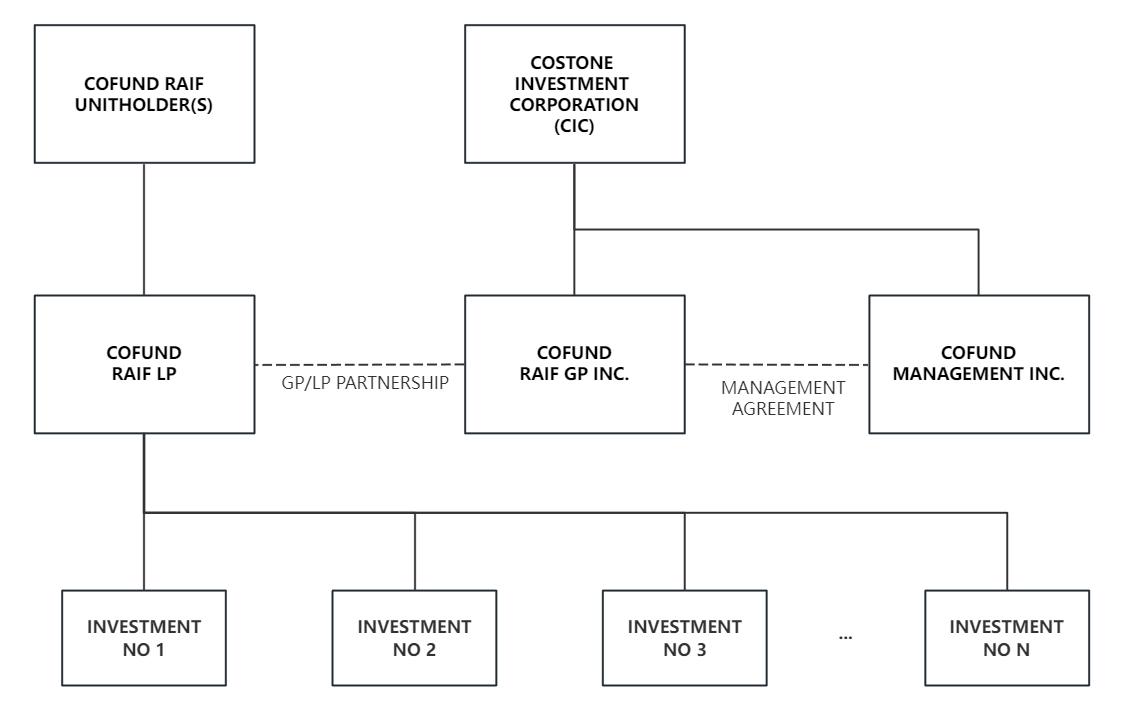 COFUND RAIF
UNITHOLDER(S)
COSTONE
INVESTMENT
CORPORATION
(CIC)
COFUND
RAIF LP
GP/LP PARTNERSHIP
COFUND
RAIF GP INC.
MANAGEMENT
AGREEMENT
COFUND
MANAGEMENT INC.
INVESTMENT
NO 1
INVESTMENT
NO 2
INVESTMENT
NO 3
...
INVESTMENT
NO N